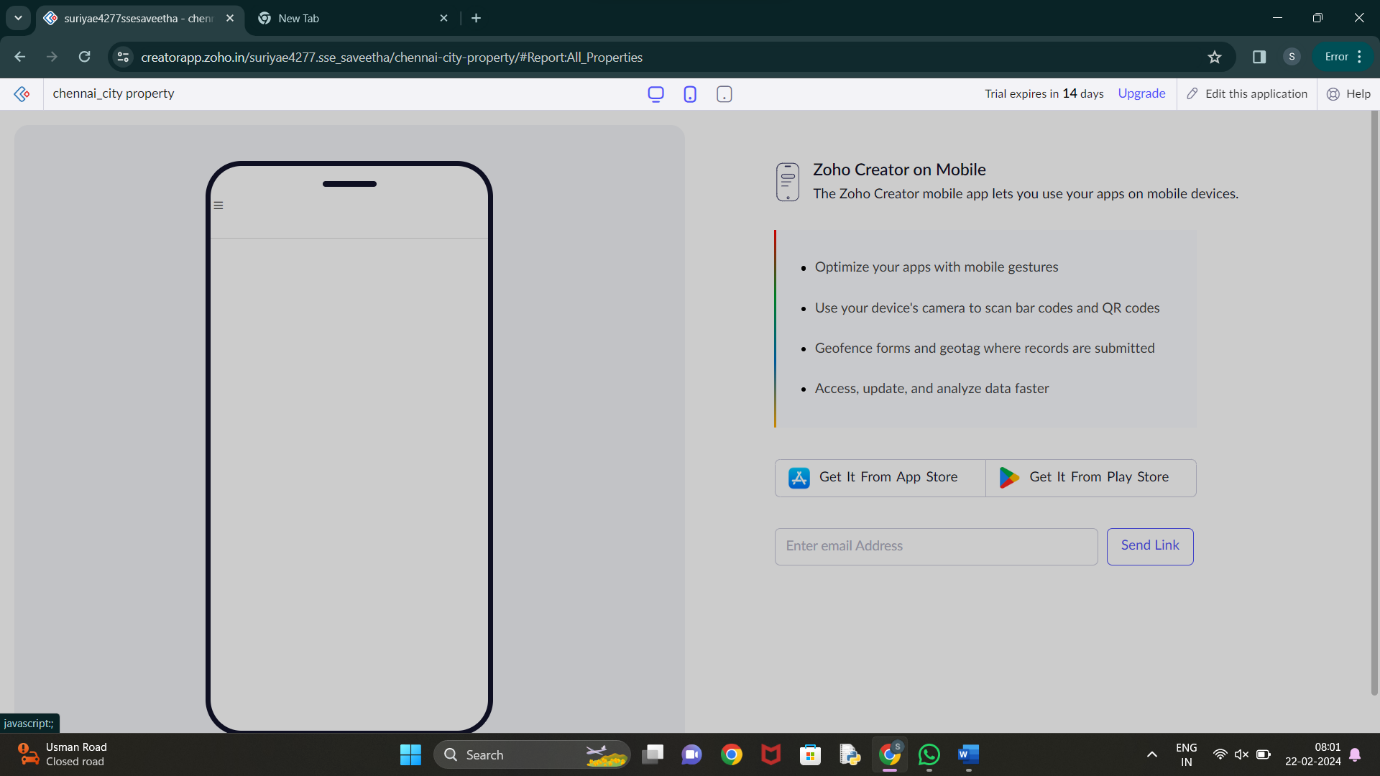 suriyae4277ssesaveetha - chenn
New Tab
creatorapp.zoho.in/suriyae4277.sse_saveetha/chennai-city-property/#Report:All_Properties
S
Error
chennai_city property
Trial expires in 14 days
Upgrade
Edit this application
Help
Zoho Creator on Mobile
The Zoho Creator mobile app lets you use your apps on mobile devices.
Optimize your apps with mobile gestures
Use your device's camera to scan bar codes and QR codes
Geofence forms and geotag where records are submitted
Access, update, and analyze data faster
Get It From App Store
Get It From Play Store
Enter email Address
Send Link
javascript:;
Usman Road
Closed road
Search
S
W
ENG
IN
08:01
22-02-2024